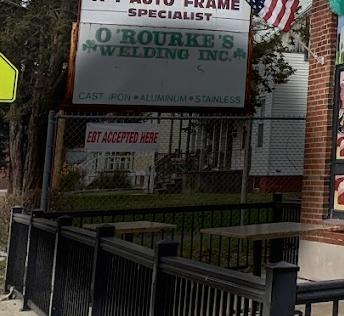 AUTO FRAME
SPECIALIST
O'ROURKE'S
WELDING INC.
CAST IRON • ALUMINUM • STAINLESS
EBT ACCEPTED HERE